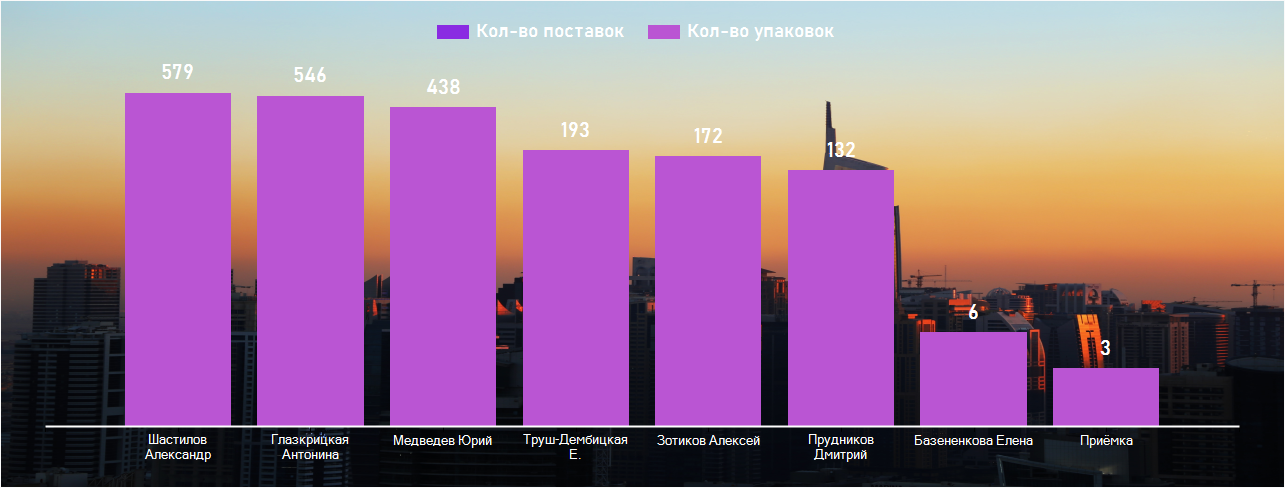 Кол-во поставок Кол-во упаковок
579 546 438 193 172 132 6 3
Шастилов Александр
Глазкрицкая Антонина
Медведев Юрий
Труш-Дембицкая Е.
Зотиков Алексей
Прудников Дмитрий
Базененкова Елена
Приёмка